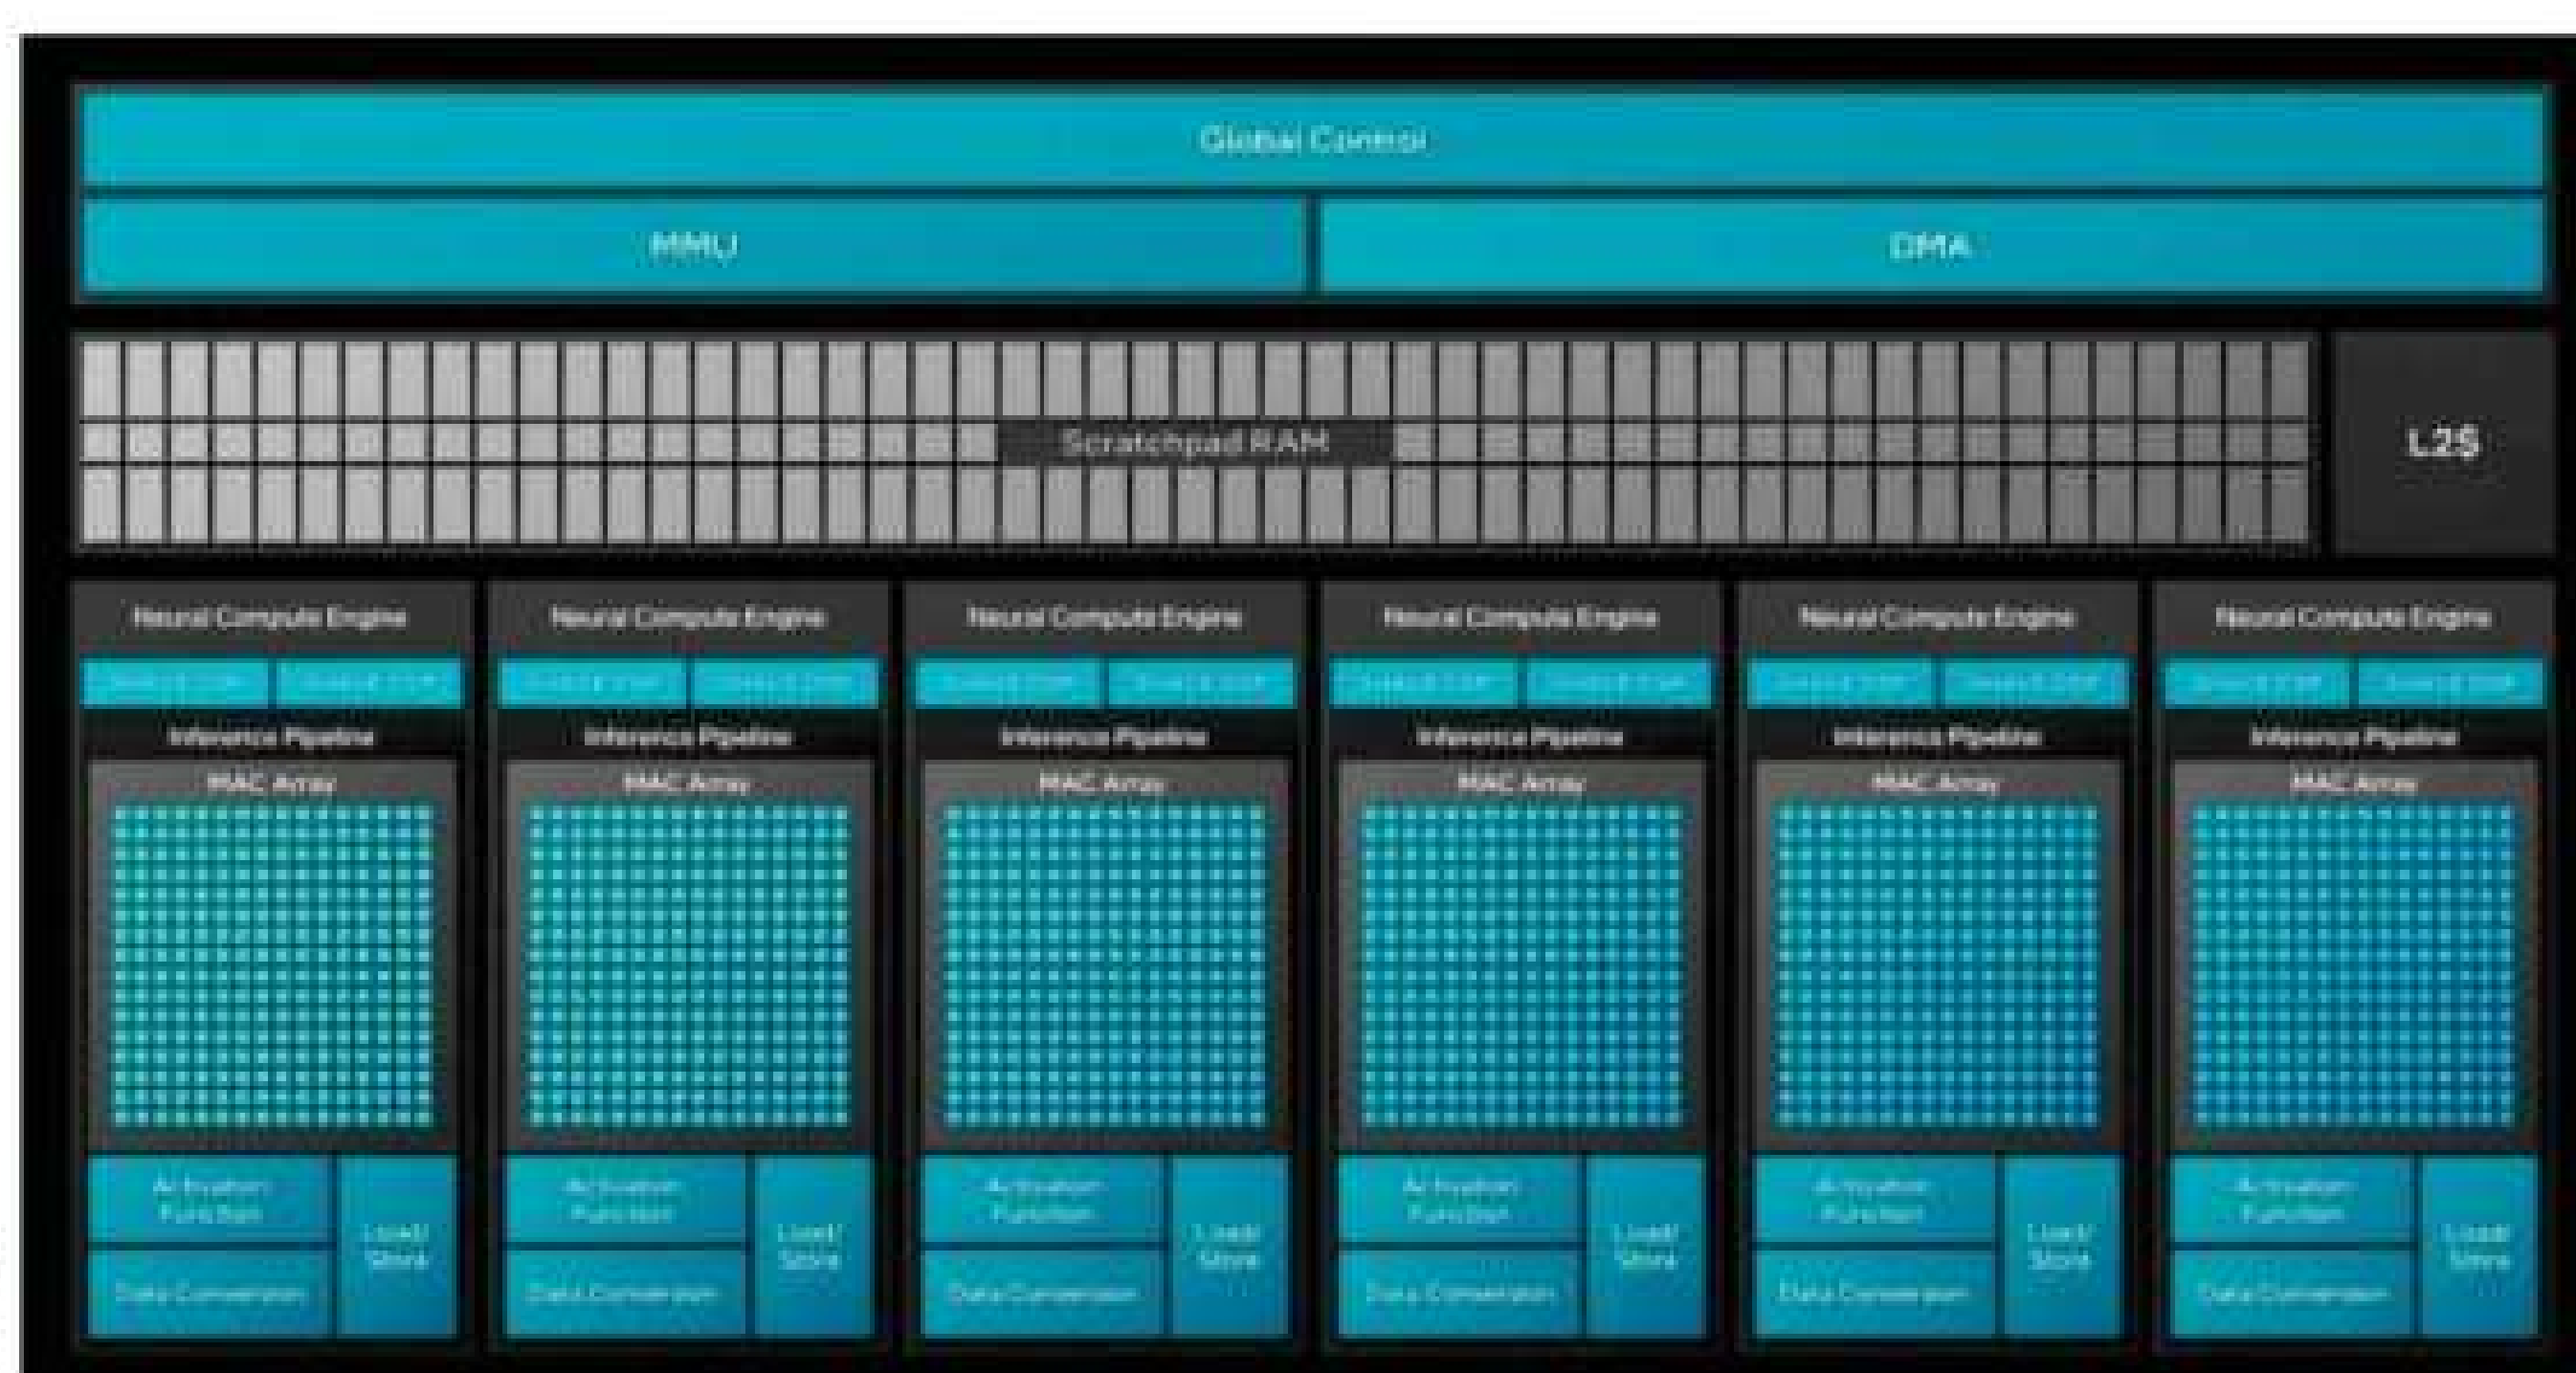 Global Control
MMU
DMA
Scratchpad RAM
L2$
Neural Compute Engine
Neural Compute Engine
Neural Compute Engine
Neural Compute Engine
Neural Compute Engine
Neural Compute Engine
Inference Pipeline
Inference Pipeline
Inference Pipeline
Inference Pipeline
Inference Pipeline
Inference Pipeline
MAC Array
MAC Array
MAC Array
MAC Array
MAC Array
MAC Array
Activation
Function
Load/
Store
Data Conversion
Activation
Function
Load/
Store
Data Conversion
Activation
Function
Load/
Store
Data Conversion
Activation
Function
Load/
Store
Data Conversion
Activation
Function
Load/
Store
Data Conversion
Activation
Function
Load/
Store
Data Conversion